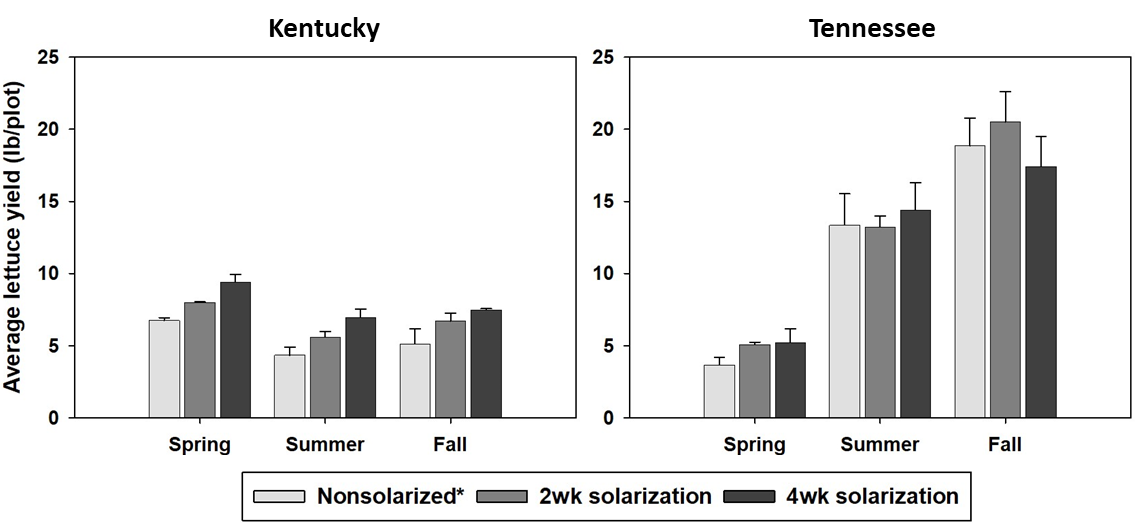 Kentucky
Tennessee
Average lettuce yield (lb/plot)
25
20
15
10
5
0
Spring
Summer
Fall
25
20
15
10
5
0
Spring
Summer
Fall
Nonsolarized* 2wk solarization 4wk solarization